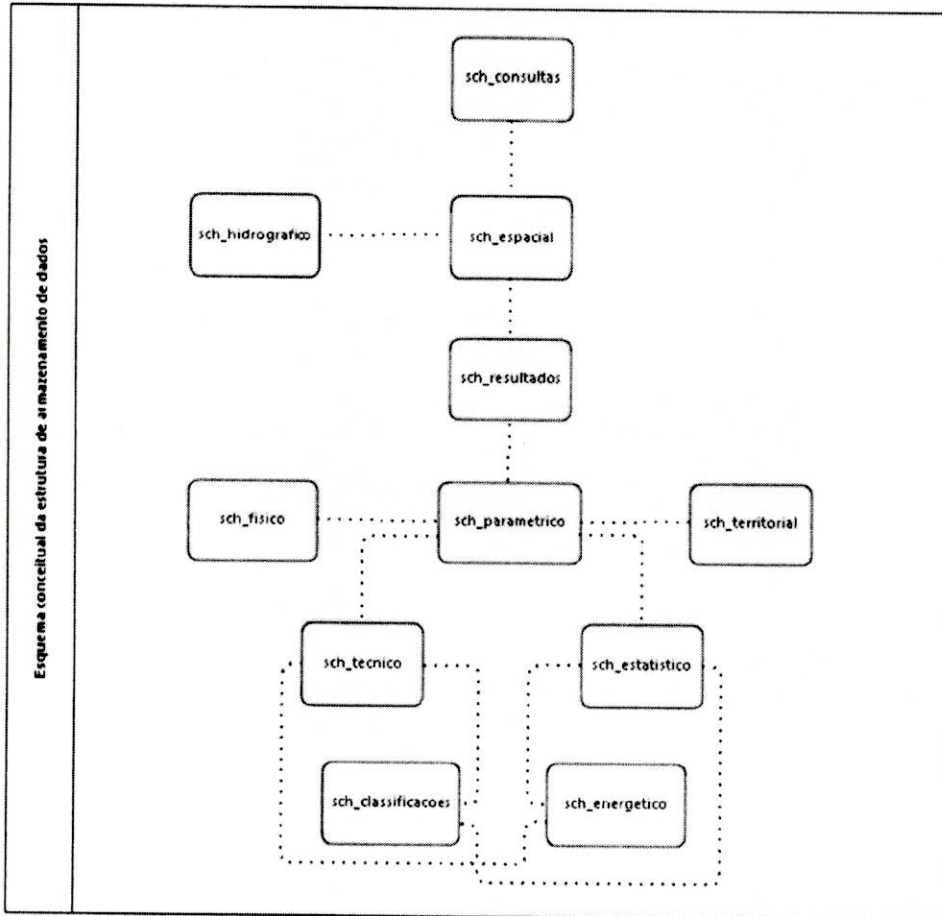 Esquema conceitual da estrutura de armazenamento de dados
sch_consultas
sch_hidrografico
sch_espacial
sch_resultados
sch_fisico
sch_parametrico
sch_territorial
sch_tecnico
sch_estatistico
sch_classificacoes
sch_energetico